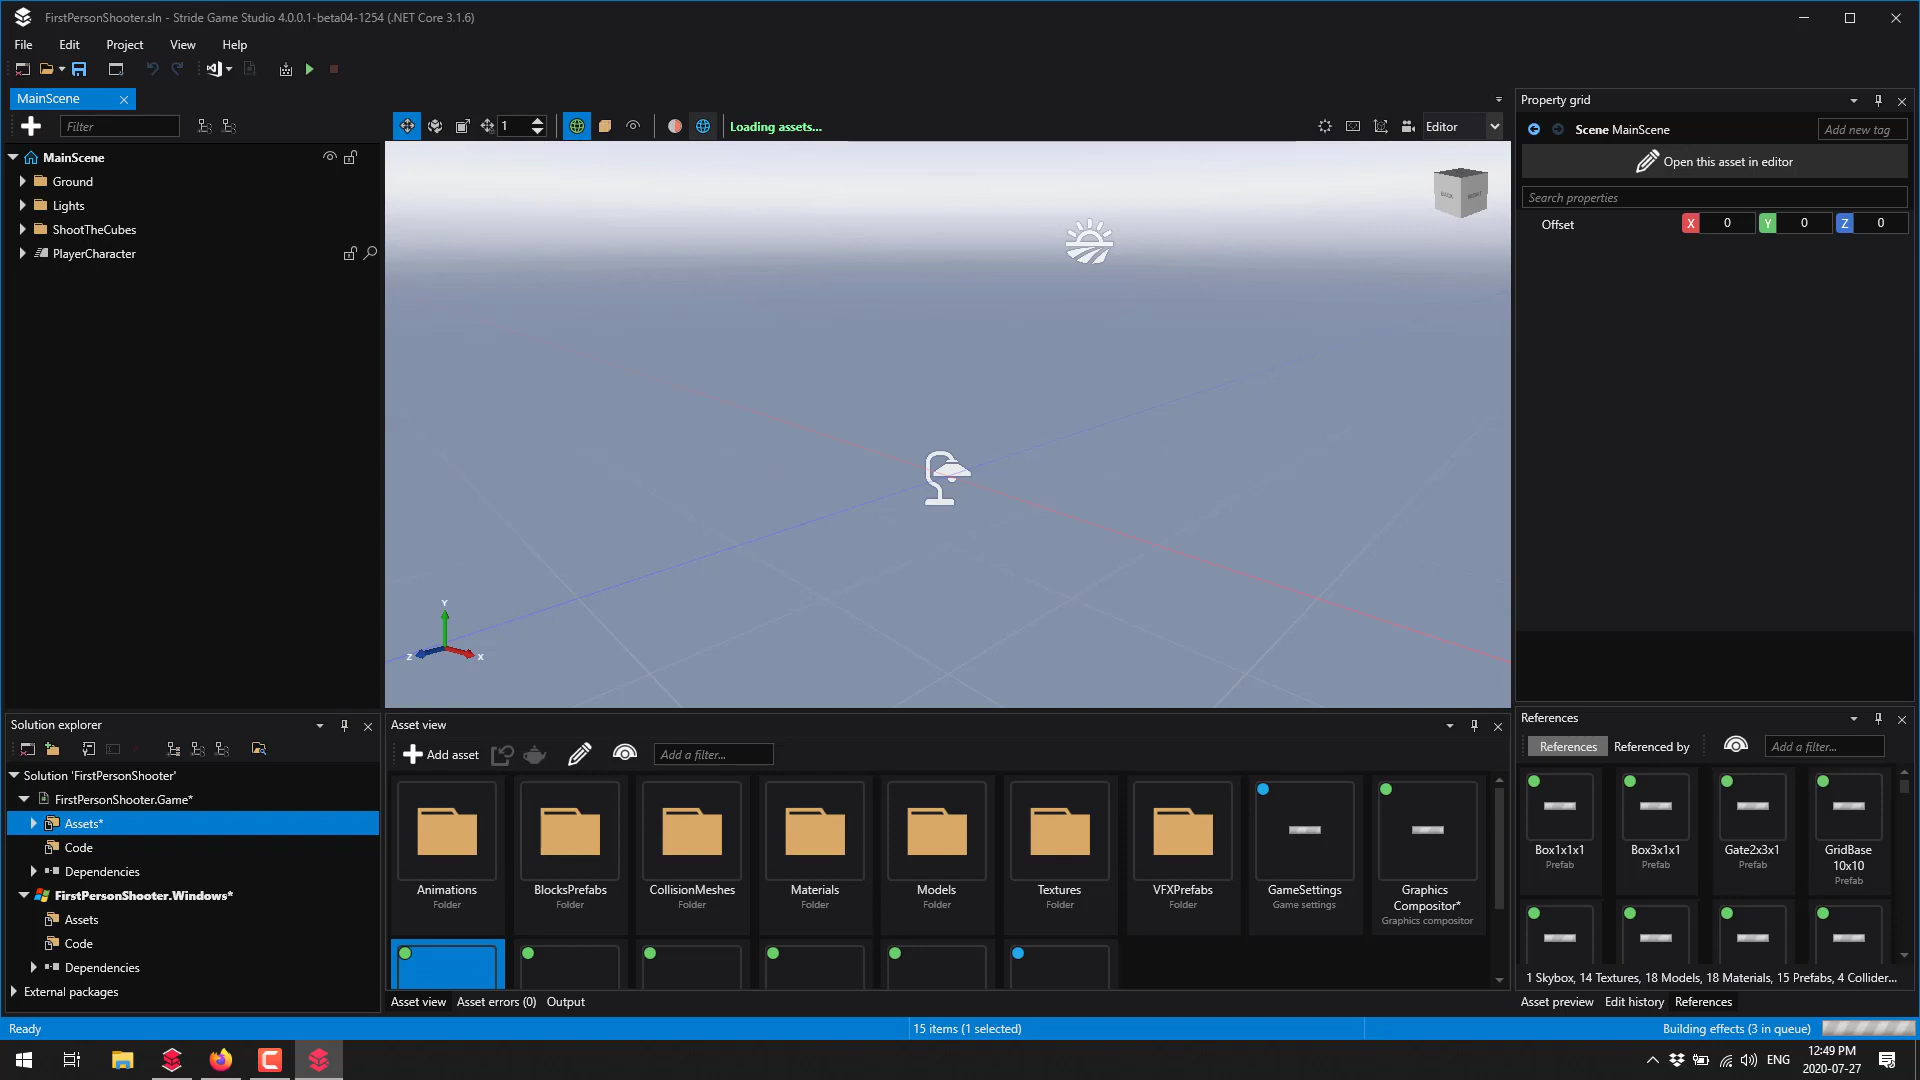 FirstPersonShooter.sln - Stride Game Studio 4.0.0.1-beta04-1254 (.NET Core 3.1.6)
File Edit Project View Help
MainScene
Filter
1
Loading assets...
Editor
MainScene
Ground
Lights
ShootTheCubes
PlayerCharacter
Y
Z
X
Property grid
Scene MainScene
Add new tag
Open this asset in editor
Search properties
Offset X 0 Y 0 Z 0
Solution explorer
Solution 'FirstPersonShooter'
FirstPersonShooter.Game*
Assets*
Code
Dependencies
FirstPersonShooter.Windows*
Assets
Code
Dependencies
External packages
Asset view
Add asset
Add a filter...
Animations
Folder
BlocksPrefabs
Folder
CollisionMeshes
Folder
Materials
Folder
Models
Folder
Textures
Folder
VFXPrefabs
Folder
GameSettings
Game settings
Graphics
Compositor*
Graphics compositor
Asset view Asset errors (0) Output
References
References Referenced by
Add a filter...
Box1x1x1
Prefab
Box3x1x1
Prefab
Gate2x3x1
Prefab
GridBase
10x10
Prefab
1 Skybox, 14 Textures, 18 Models, 18 Materials, 15 Prefabs, 4 Collider...
Asset preview Edit history References
Ready
15 items (1 selected)
Building effects (3 in queue)
ENG
12:49 PM
2020-07-27